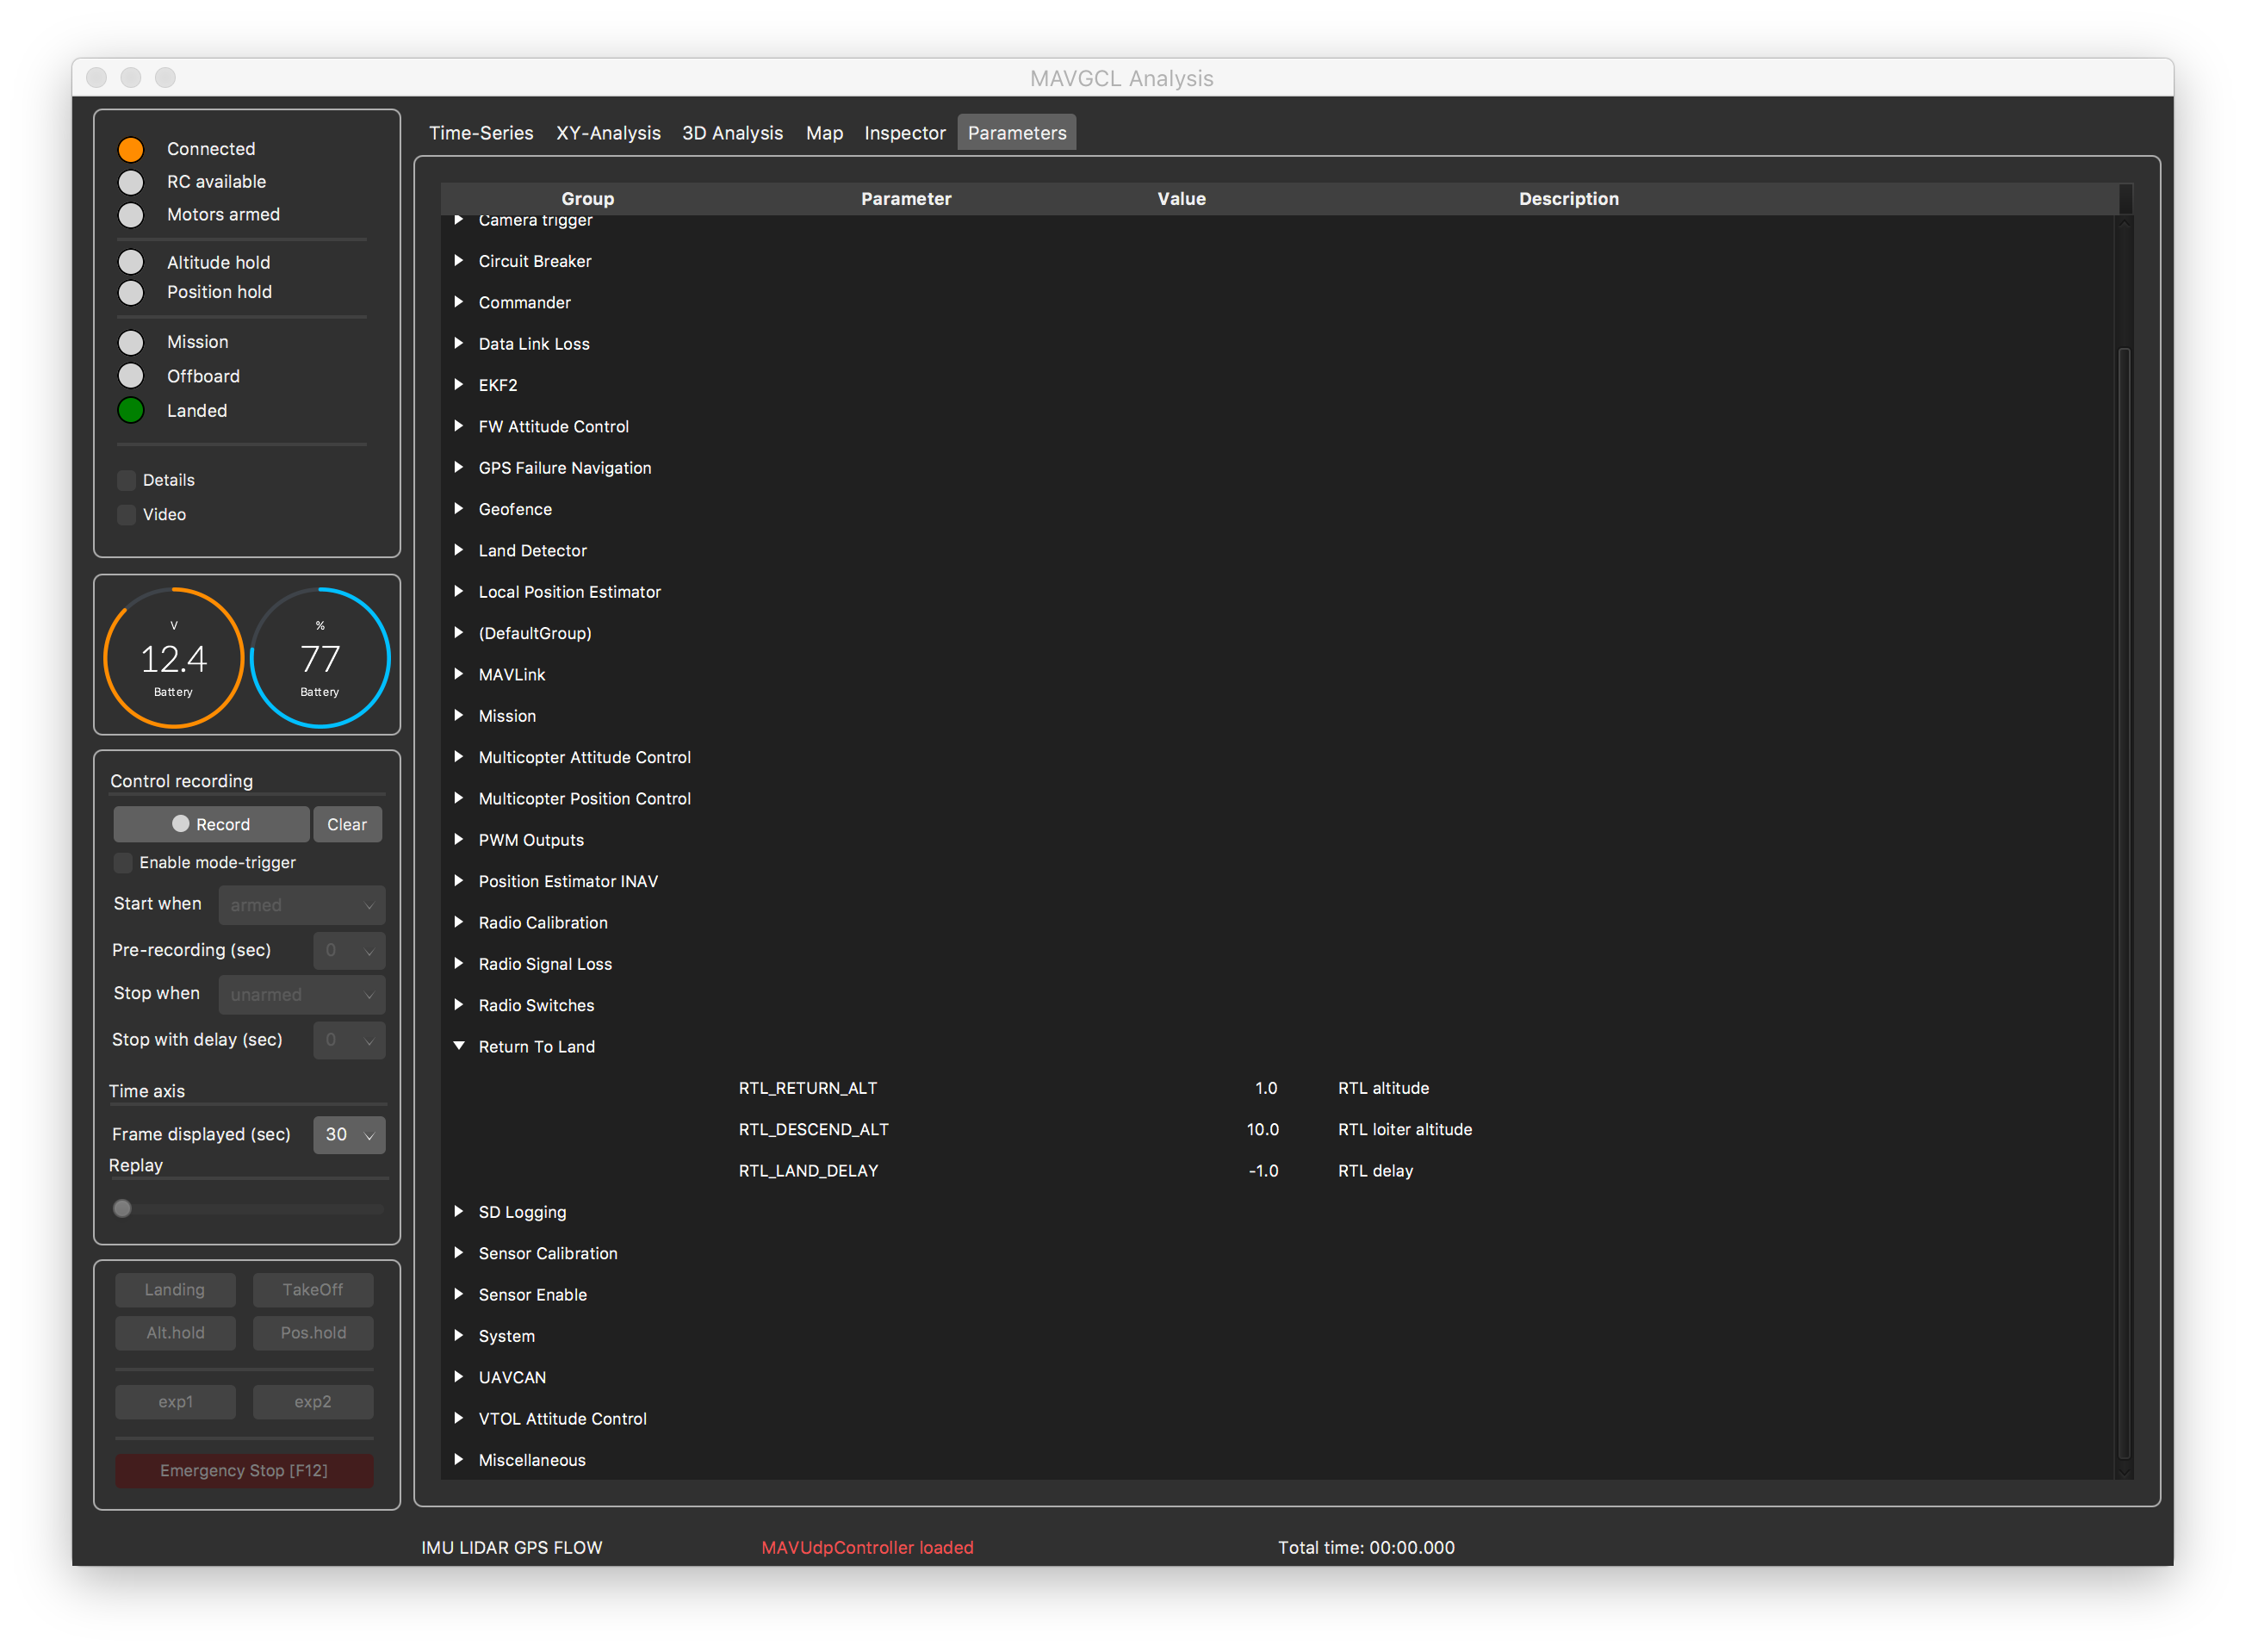 MAVGCL Analysis
Connected
RC available
Motors armed
Altitude hold
Position hold
Mission
Offboard
Landed
Details
Video
V
12.4
Battery
%
77
Battery
Control recording
Record
Clear
Enable mode-trigger
Start when armed
Pre-recording (sec) 0
Stop when unarmed
Stop with delay (sec) 0
Time axis
Frame displayed (sec) 30
Replay
Landing TakeOff
Alt.hold Pos.hold
exp1 exp2
Emergency Stop [F12]
Time-Series XY-Analysis 3D Analysis Map Inspector Parameters
Group Parameter Value Description
Camera trigger
Circuit Breaker
Commander
Data Link Loss
EKF2
FW Attitude Control
GPS Failure Navigation
Geofence
Land Detector
Local Position Estimator
(DefaultGroup)
MAVLink
Mission
Multicopter Attitude Control
Multicopter Position Control
PWM Outputs
Position Estimator INAV
Radio Calibration
Radio Signal Loss
Radio Switches
Return To Land
RTL_RETURN_ALT 1.0 RTL altitude
RTL_DESCEND_ALT 10.0 RTL loiter altitude
RTL_LAND_DELAY -1.0 RTL delay
SD Logging
Sensor Calibration
Sensor Enable
System
UAVCAN
VTOL Attitude Control
Miscellaneous
IMU LIDAR GPS FLOW MAVUdpController loaded Total time: 00:00.000